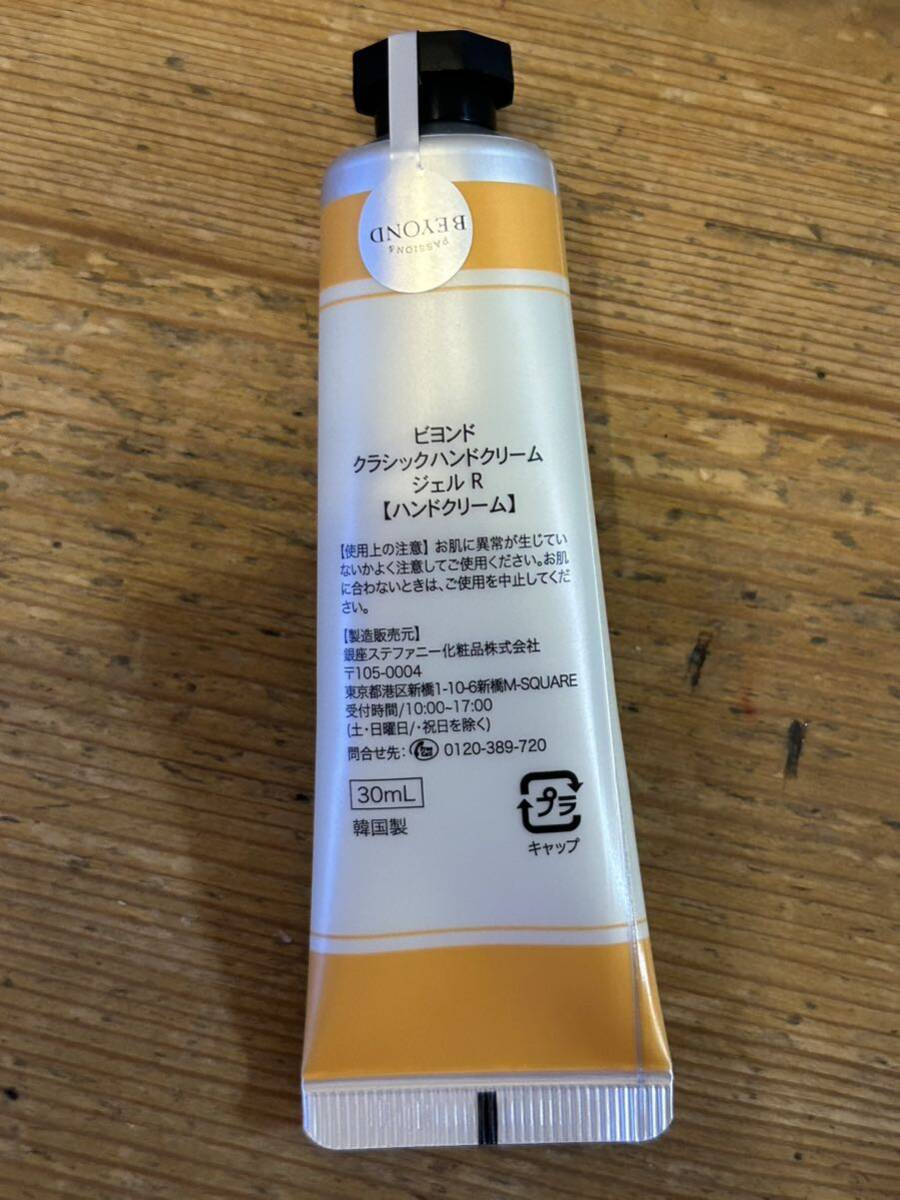 BEYOND
PASSION&
ビヨンド
クラシックハンドクリーム
ジェル R
【ハンドクリーム】
【使用上の注意】お肌に異常が生じてい
ないかよく注意してご使用ください。お肌
に合わないときは、ご使用を中止してくだ
さい。
【製造販売元】
銀座ステファニー化粧品株式会社
〒105-0004
東京都港区新橋1-10-6新橋M-SQUARE
受付時間/10:00~17:00
(土・日曜日/・祝日を除く)
問合せ先: 0120-389-720
30mL
プラ
韓国製
キャップ